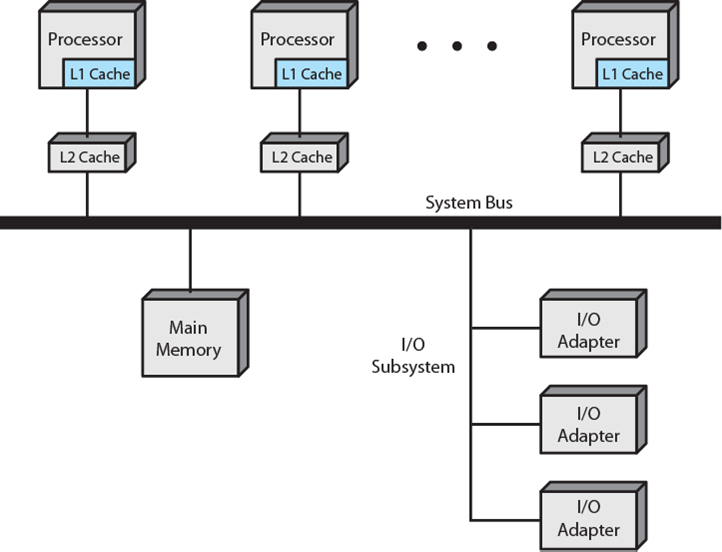 Processor
L1 Cache
Processor
L1 Cache
Processor
L1 Cache
L2 Cache
L2 Cache
L2 Cache
System Bus
Main
Memory
I/O
Subsystem
I/O
Adapter
I/O
Adapter
I/O
Adapter